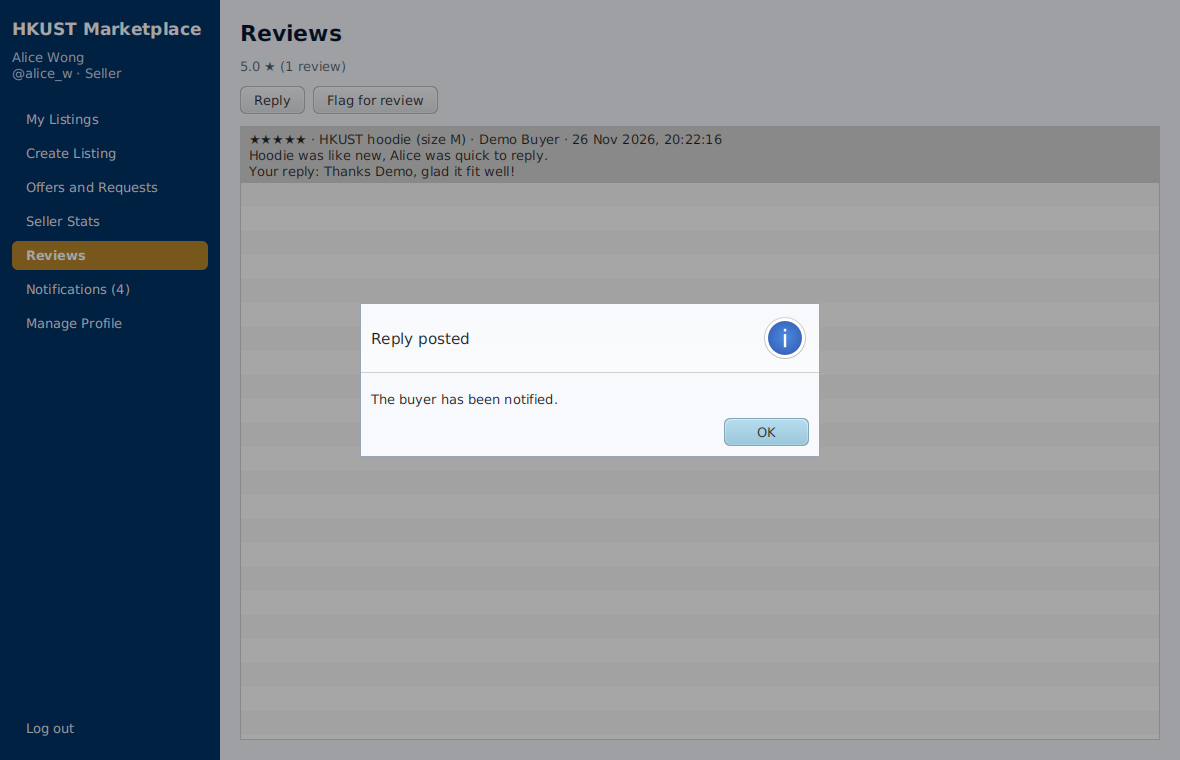 HKUST Marketplace
Alice Wong
@alice_w · Seller
My Listings
Create Listing
Offers and Requests
Seller Stats
Reviews
Notifications (4)
Manage Profile
Log out
Reviews
5.0 ★ (1 review)
Reply
Flag for review
★★★★★ · HKUST hoodie (size M) · Demo Buyer · 26 Nov 2026, 20:22:16
Hoodie was like new, Alice was quick to reply.
Your reply: Thanks Demo, glad it fit well!
Reply posted
The buyer has been notified.
OK